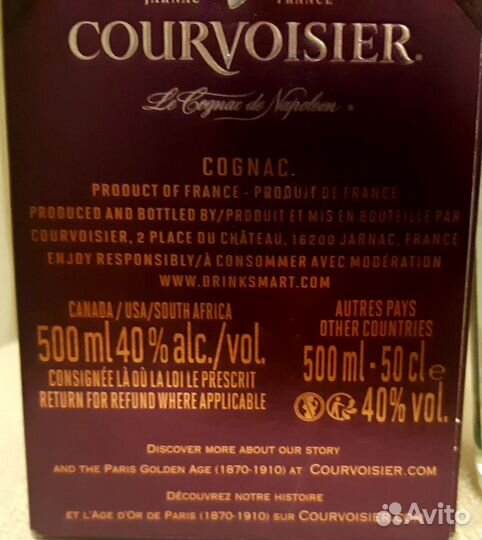 JARNAC FRANCE
COURVOISIER®
Le Cognac de Napoleon®
COGNAC.
PRODUCT OF FRANCE - PRODUIT DE FRANCE
PRODUCED AND BOTTLED BY/PRODUIT ET MIS EN BOUTEILLE PAR
COURVOISIER, 2 PLACE DU CHÂTEAU, 16200 JARNAC, FRANCE
ENJOY RESPONSIBLY/À CONSOMMER AVEC MODÉRATION
WWW.DRINKSMART.COM
CANADA/USA/SOUTH AFRICA
500 ml 40% alc./vol.
CONSIGNÉE LÀ OÙ LA LOI LE PRESCRIT
RETURN FOR REFUND WHERE APPLICABLE
AUTRES PAYS
OTHER COUNTRIES
500 ml - 50 cl e
40% vol.
DISCOVER MORE ABOUT OUR STORY
AND THE PARIS GOLDEN AGE (1870-1910) AT COURVOISIER.COM
DÉCOUVREZ NOTRE HISTOIRE
ET L'AGE D'OR DE PARIS (1870-1910) SUR COURVOISIER.COM
Avito